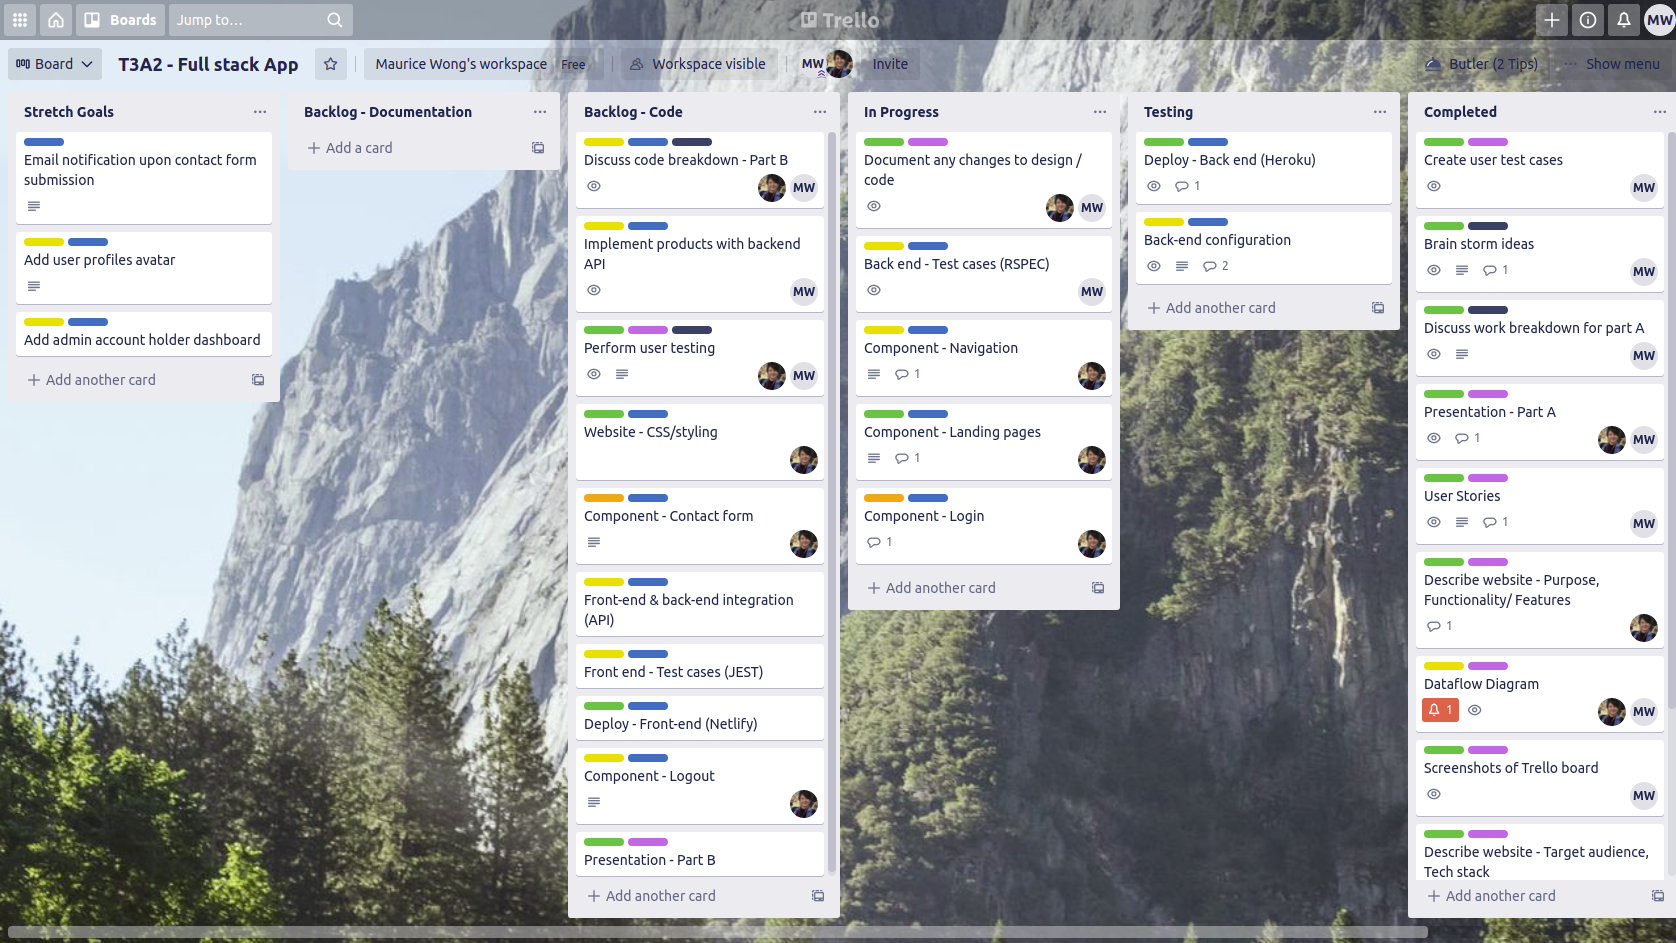 Boards
Jump to...
Trello
MW
Board
T3A2 - Full stack App
Maurice Wong's workspace Free
Workspace visible
MW
Invite
Butler (2 Tips)
Show menu
Stretch Goals
Email notification upon contact form
submission
Add user profiles avatar
Add admin account holder dashboard
Add another card
Backlog - Documentation
Add a card
Backlog - Code
Discuss code breakdown - Part B
MW
Implement products with backend
API
MW
Perform user testing
MW
Website - CSS/styling
Component - Contact form
Front-end & back-end integration
(API)
Front end - Test cases (JEST)
Deploy - Front-end (Netlify)
Component - Logout
Presentation - Part B
Add another card
In Progress
Document any changes to design /
code
MW
Back end - Test cases (RSPEC)
MW
Component - Navigation
1
Component - Landing pages
1
Component - Login
1
Add another card
Testing
Deploy - Back end (Heroku)
1
Back-end configuration
2
Add another card
Completed
Create user test cases
MW
Brain storm ideas
1
MW
Discuss work breakdown for part A
MW
Presentation - Part A
1
MW
User Stories
1
MW
Describe website - Purpose,
Functionality/ Features
1
Dataflow Diagram
1
MW
Screenshots of Trello board
MW
Describe website - Target audience,
Tech stack
Add another card